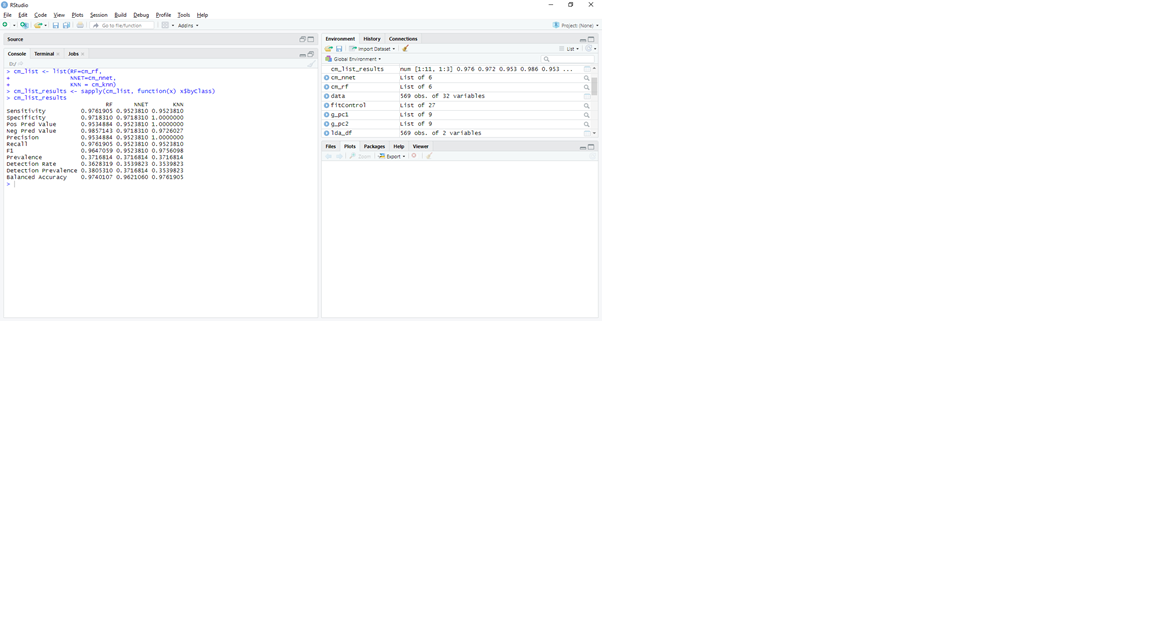 RStudio
File Edit Code View Plots Session Build Debug Profile Tools Help
Go to file/function Addins Project: (None)
Source
Console Terminal Jobs
D:/
> cm_list <- list(RF=cm_rf,
+ NNET=cm_nnet,
+ KNN = cm_knn)
> cm_list_results <- sapply(cm_list, function(x) x$byClass)
> cm_list_results
RF NNET KNN
Sensitivity 0.9761905 0.9523810 0.9523810
Specificity 0.9718310 0.9718310 1.0000000
Pos Pred Value 0.9534884 0.9523810 1.0000000
Neg Pred Value 0.9857143 0.9718310 0.9726027
Precision 0.9534884 0.9523810 1.0000000
Recall 0.9761905 0.9523810 0.9523810
F1 0.9647059 0.9523810 0.9756098
Prevalence 0.3716814 0.3716814 0.3716814
Detection Rate 0.3628319 0.3539823 0.3539823
Detection Prevalence 0.3805310 0.3716814 0.3539823
Balanced Accuracy 0.9740107 0.9621060 0.9761905
>
Environment History Connections
Import Dataset List
Global Environment
cm_list_results num [1:11, 1:3] 0.976 0.972 0.953 0.986 0.953 ...
cm_nnet List of 6
cm_rf List of 6
data 569 obs. of 32 variables
fitControl List of 27
g_pc1 List of 9
g_pc2 List of 9
lda_df 569 obs. of 2 variables
Files Plots Packages Help Viewer
Zoom Export